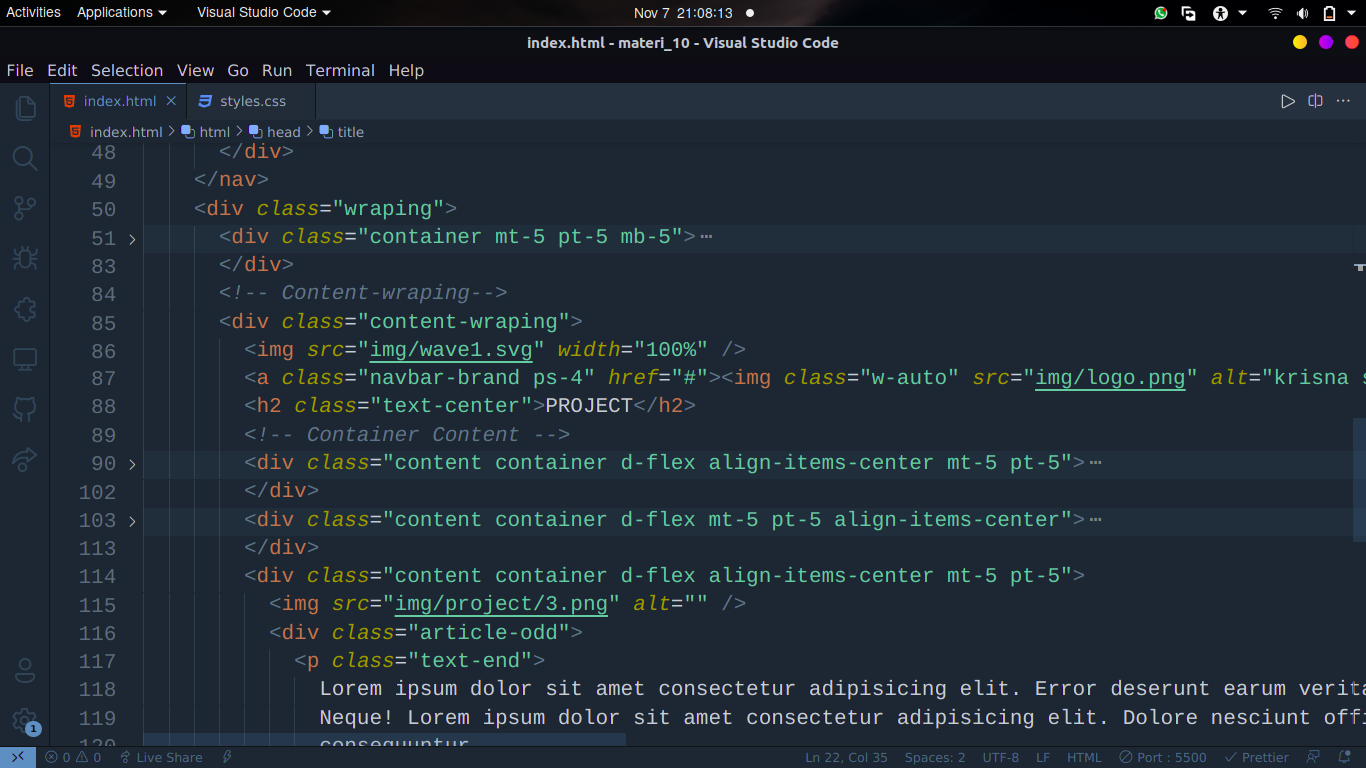 Activities Applications Visual Studio Code Nov 7 21:08:13
index.html - materi_10 - Visual Studio Code
File Edit Selection View Go Run Terminal Help
index.html styles.css
index.html > html > head > title
48 </div>
49 </nav>
50 <div class="wraping">
51 <div class="container mt-5 pt-5 mb-5">⋯
83 </div>
84 <!-- Content-wraping-->
85 <div class="content-wraping">
86 <img src="img/wave1.svg" width="100%" />
87 <a class="navbar-brand ps-4" href="#"><img class="w-auto" src="img/logo.png" alt="krisna s
88 <h2 class="text-center">PROJECT</h2>
89 <!-- Container Content -->
90 <div class="content container d-flex align-items-center mt-5 pt-5">⋯
102 </div>
103 <div class="content container d-flex mt-5 pt-5 align-items-center">⋯
113 </div>
114 <div class="content container d-flex align-items-center mt-5 pt-5">
115 <img src="img/project/3.png" alt="" />
116 <div class="article-odd">
117 <p class="text-end">
118 Lorem ipsum dolor sit amet consectetur adipisicing elit. Error deserunt earum verita
119 Neque! Lorem ipsum dolor sit amet consectetur adipisicing elit. Dolore nesciunt offi
120 consequuntur
1 0 0 Live Share Ln 22, Col 35 Spaces: 2 UTF-8 LF HTML Port : 5500 Prettier